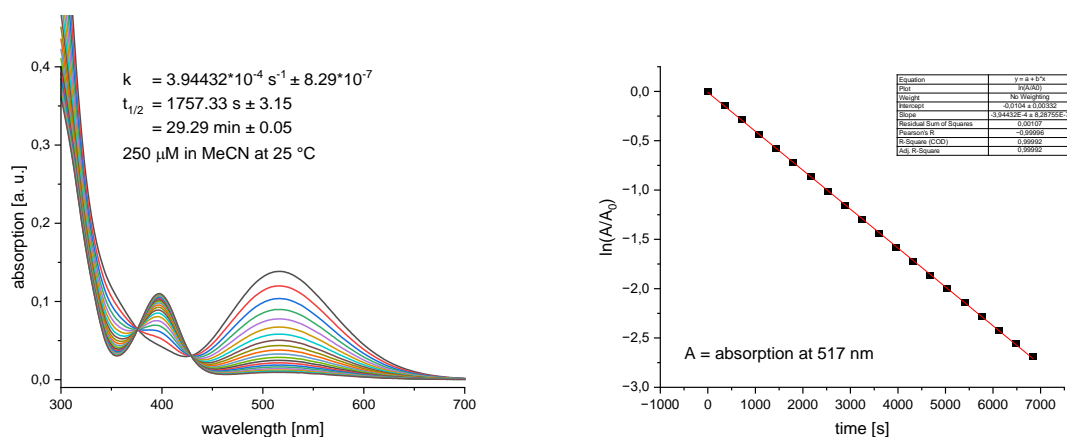 0,4
0,3
0,2
0,1
0,0
300
400
500
600
700
absorption [a. u.]
wavelength [nm]
k = 3.94432*10⁻⁴ s⁻¹ ± 8.29*10⁻⁷
t₁/₂ = 1757.33 s ± 3.15
= 29.29 min ± 0.05
250 μM in MeCN at 25 °C
0,0
−0,5
−1,0
−1,5
−2,0
−2,5
−3,0
−1000
0
1000
2000
3000
4000
5000
6000
7000
ln(A/A₀)
time [s]
A = absorption at 517 nm
Equation y = a + b*x
Plot ln(A/A0)
Weight No Weighting
Intercept -0,0104 ± 0,00332
Slope -3,94432E-4 ± 8,28755E-
Residual Sum of Squares 0,00107
Pearson's R −0,99996
R-Square (COD) 0,99992
Adj. R-Square 0,99992